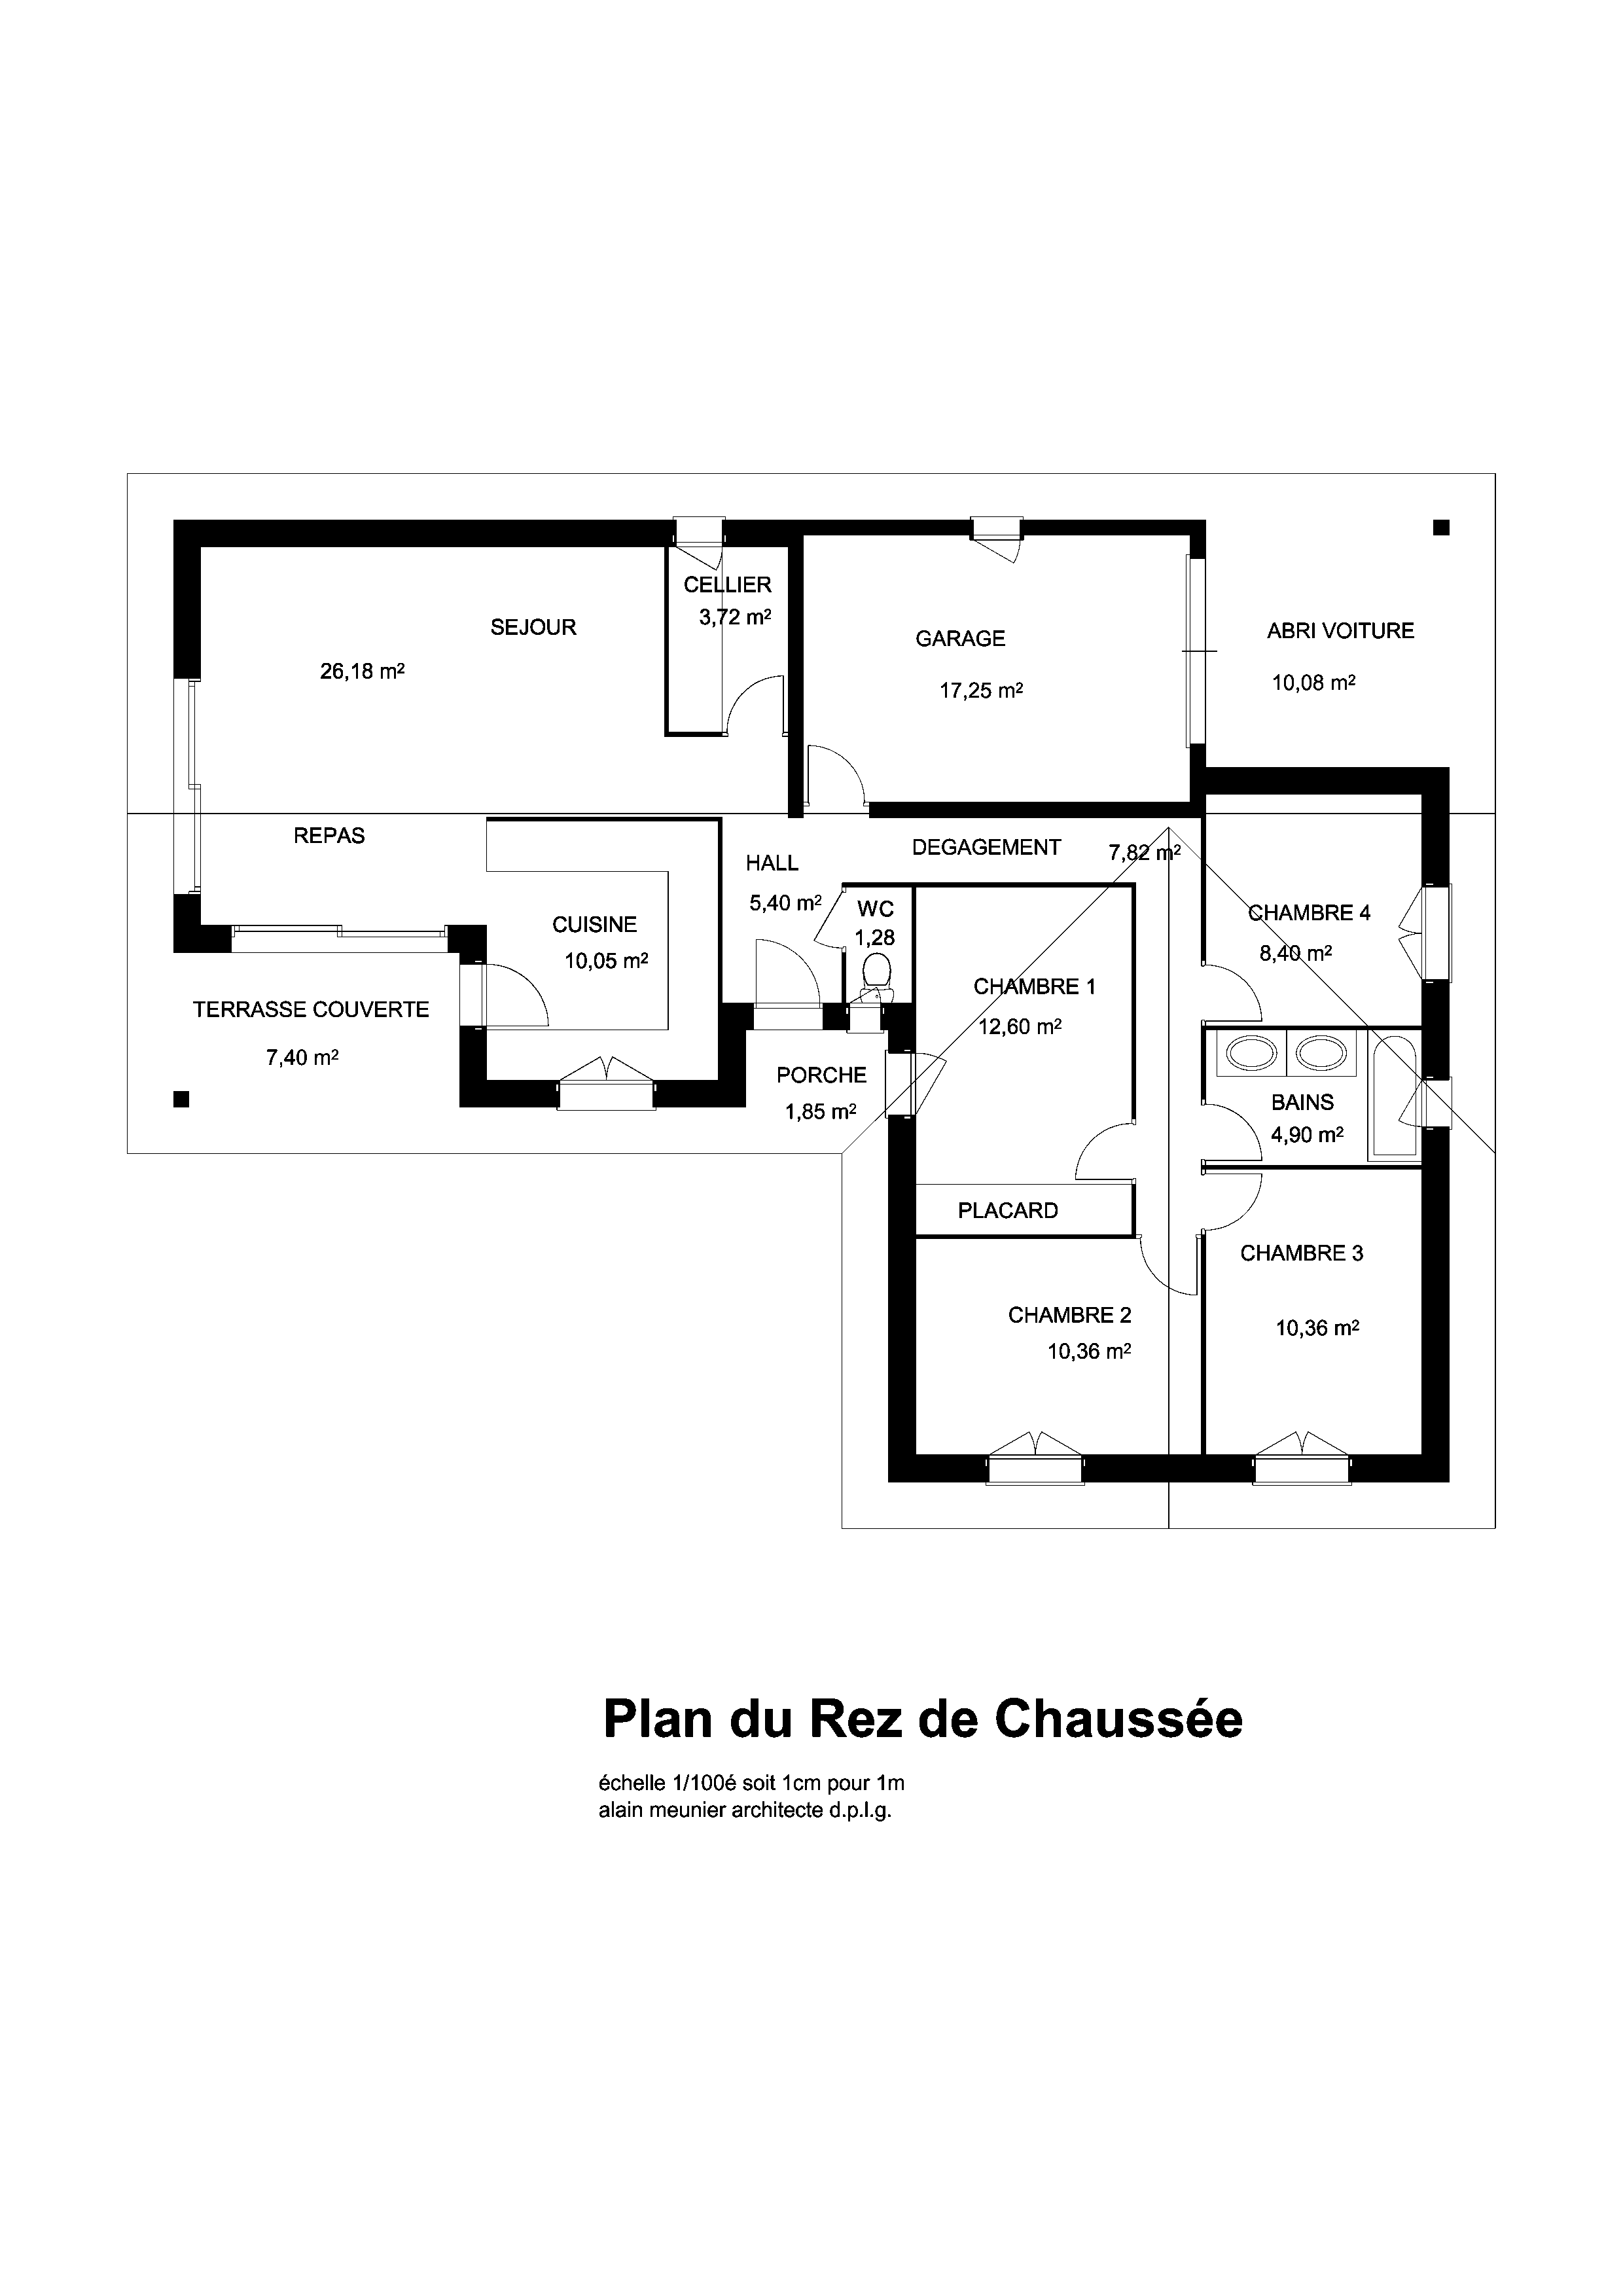 CELLIER
3,72 m²
SEJOUR
26,18 m²
GARAGE
17,25 m²
ABRI VOITURE
10,08 m²
REPAS
HALL
5,40 m²
DEGAGEMENT
7,82 m²
WC
1,28
CUISINE
10,05 m²
CHAMBRE 4
8,40 m²
CHAMBRE 1
12,60 m²
TERRASSE COUVERTE
7,40 m²
PORCHE
1,85 m²
BAINS
4,90 m²
PLACARD
CHAMBRE 3
10,36 m²
CHAMBRE 2
10,36 m²
Plan du Rez de Chaussée
échelle 1/100é soit 1cm pour 1m
alain meunier architecte d.p.l.g.